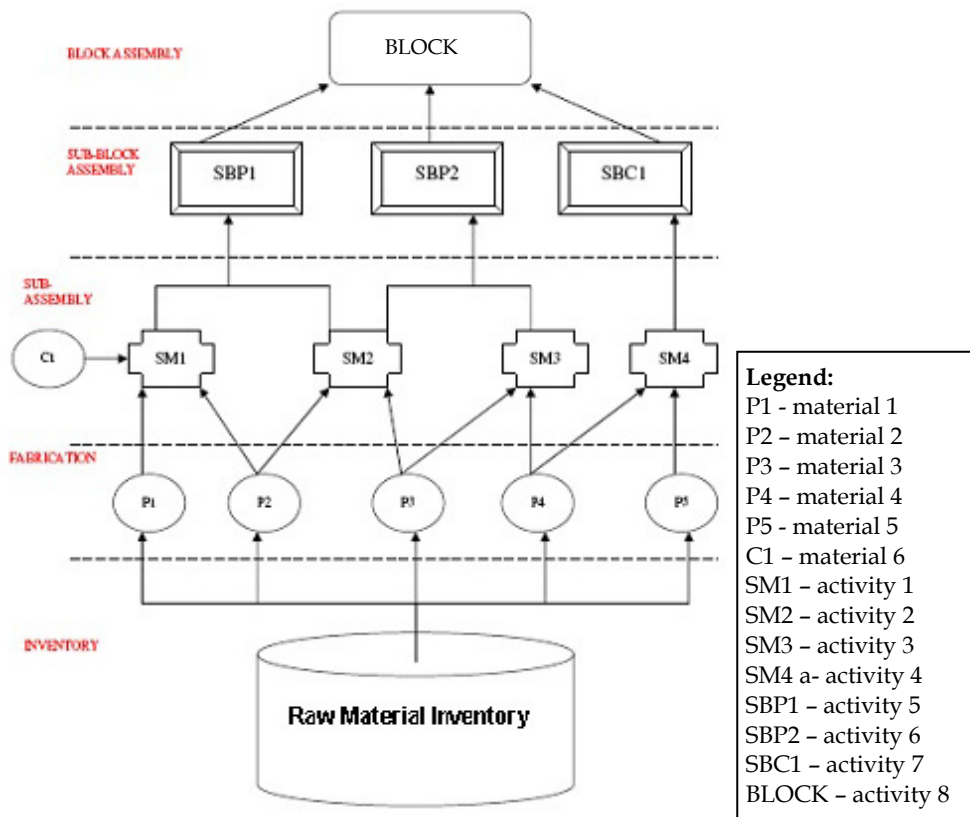 BLOCK ASSEMBLY
BLOCK
SUB-BLOCK
ASSEMBLY
SBP1
SBP2
SBC1
SUB-
ASSEMBLY
C1
SM1
SM2
SM3
SM4
FABRICATION
P1
P2
P3
P4
P5
INVENTORY
Raw Material Inventory
Legend:
P1 - material 1
P2 – material 2
P3 – material 3
P4 – material 4
P5 - material 5
C1 – material 6
SM1 – activity 1
SM2 – activity 2
SM3 – activity 3
SM4 a- activity 4
SBP1 – activity 5
SBP2 – activity 6
SBC1 – activity 7
BLOCK – activity 8